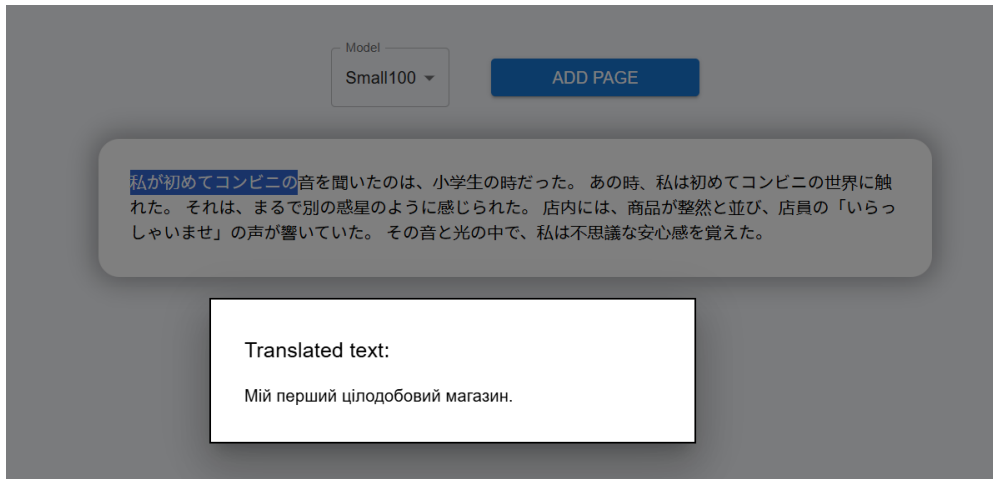 Model
Small100
ADD PAGE
私が初めてコンビニの音を聞いたのは、小学生の時だった。 あの時、私は初めてコンビニの世界に触
れた。 それは、まるで別の惑星のように感じられた。 店内には、商品が整然と並び、店員の「いらっ
しゃいませ」の声が響いていた。 その音と光の中で、私は不思議な安心感を覚えた。
Translated text:
Мій перший цілодобовий магазин.